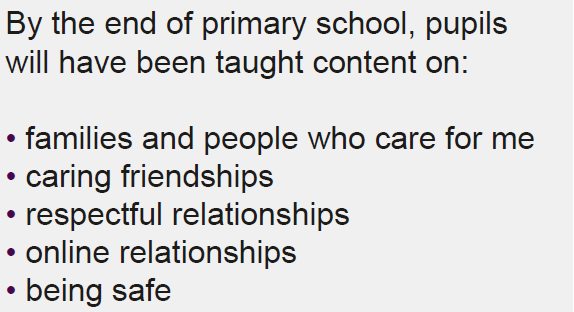 By the end of primary school, pupils
will have been taught content on:
• families and people who care for me
• caring friendships
• respectful relationships
• online relationships
• being safe